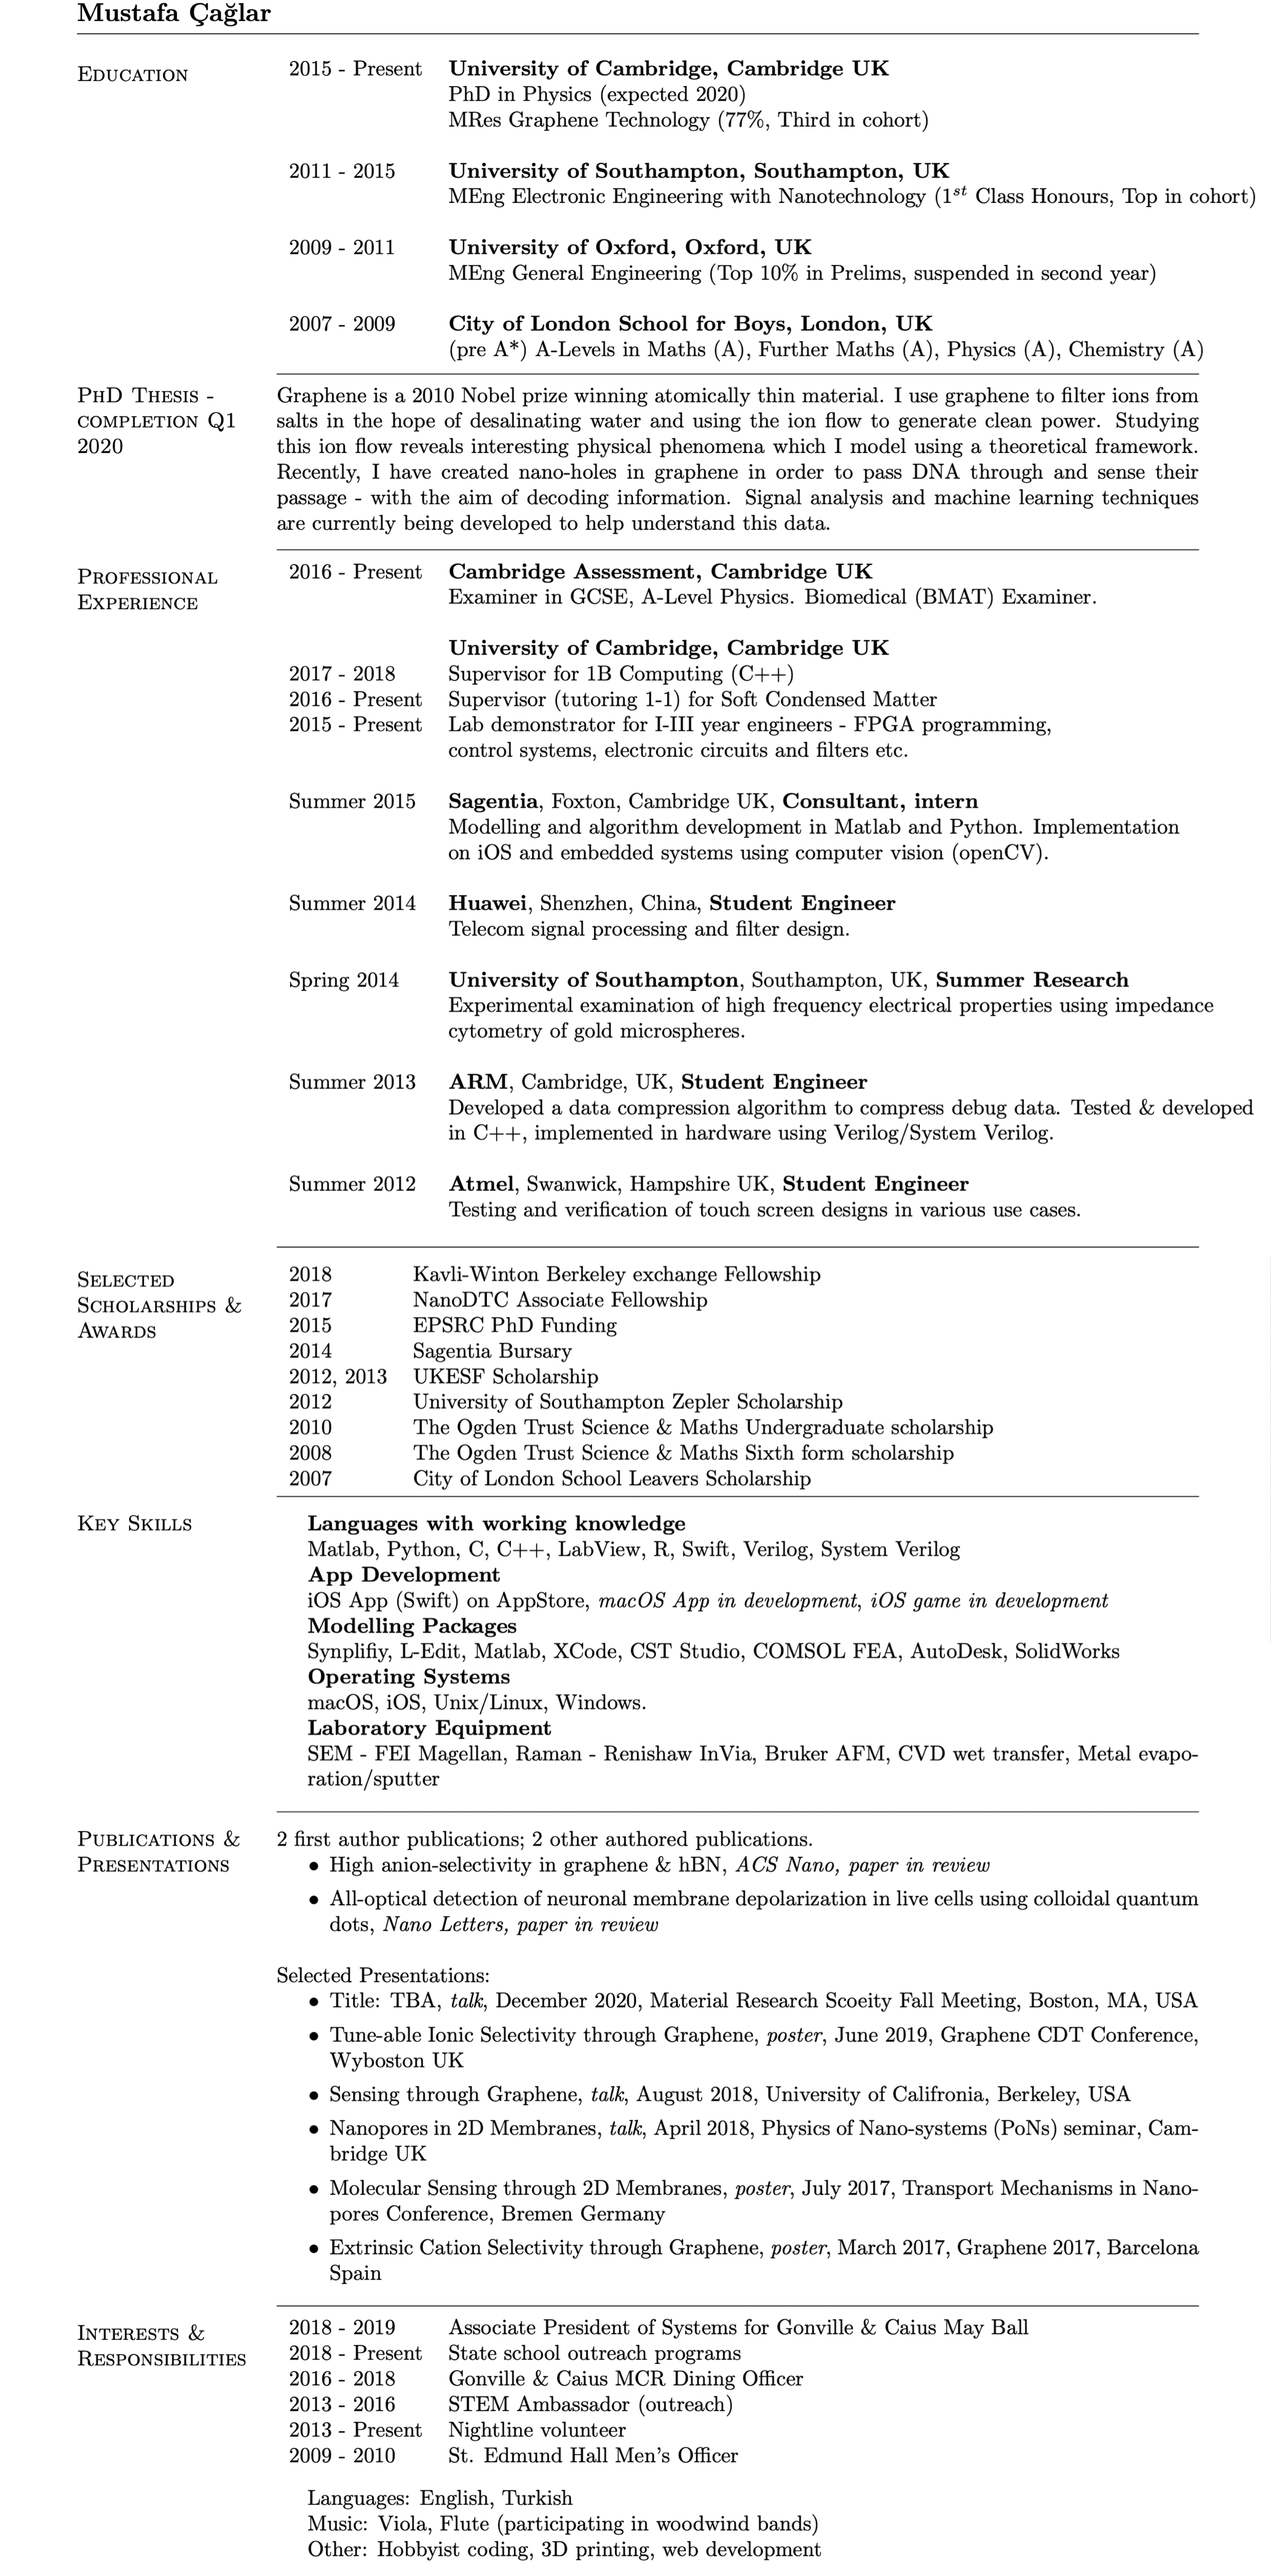 Mustafa Çağlar
EDUCATION
2015 - Present University of Cambridge, Cambridge UK
PhD in Physics (expected 2020)
MRes Graphene Technology (77%, Third in cohort)
2011 - 2015 University of Southampton, Southampton, UK
MEng Electronic Engineering with Nanotechnology (1st Class Honours, Top in cohort)
2009 - 2011 University of Oxford, Oxford, UK
MEng General Engineering (Top 10% in Prelims, suspended in second year)
2007 - 2009 City of London School for Boys, London, UK
(pre A*) A-Levels in Maths (A), Further Maths (A), Physics (A), Chemistry (A)
PHD THESIS -
COMPLETION Q1
2020
Graphene is a 2010 Nobel prize winning atomically thin material. I use graphene to filter ions from
salts in the hope of desalinating water and using the ion flow to generate clean power. Studying
this ion flow reveals interesting physical phenomena which I model using a theoretical framework.
Recently, I have created nano-holes in graphene in order to pass DNA through and sense their
passage - with the aim of decoding information. Signal analysis and machine learning techniques
are currently being developed to help understand this data.
PROFESSIONAL
EXPERIENCE
2016 - Present Cambridge Assessment, Cambridge UK
Examiner in GCSE, A-Level Physics. Biomedical (BMAT) Examiner.
University of Cambridge, Cambridge UK
2017 - 2018 Supervisor for 1B Computing (C++)
2016 - Present Supervisor (tutoring 1-1) for Soft Condensed Matter
2015 - Present Lab demonstrator for I-III year engineers - FPGA programming,
control systems, electronic circuits and filters etc.
Summer 2015 Sagentia, Foxton, Cambridge UK, Consultant, intern
Modelling and algorithm development in Matlab and Python. Implementation
on iOS and embedded systems using computer vision (openCV).
Summer 2014 Huawei, Shenzhen, China, Student Engineer
Telecom signal processing and filter design.
Spring 2014 University of Southampton, Southampton, UK, Summer Research
Experimental examination of high frequency electrical properties using impedance
cytometry of gold microspheres.
Summer 2013 ARM, Cambridge, UK, Student Engineer
Developed a data compression algorithm to compress debug data. Tested & developed
in C++, implemented in hardware using Verilog/System Verilog.
Summer 2012 Atmel, Swanwick, Hampshire UK, Student Engineer
Testing and verification of touch screen designs in various use cases.
SELECTED
SCHOLARSHIPS &
AWARDS
2018 Kavli-Winton Berkeley exchange Fellowship
2017 NanoDTC Associate Fellowship
2015 EPSRC PhD Funding
2014 Sagentia Bursary
2012, 2013 UKESF Scholarship
2012 University of Southampton Zepler Scholarship
2010 The Ogden Trust Science & Maths Undergraduate scholarship
2008 The Ogden Trust Science & Maths Sixth form scholarship
2007 City of London School Leavers Scholarship
KEY SKILLS
Languages with working knowledge
Matlab, Python, C, C++, LabView, R, Swift, Verilog, System Verilog
App Development
iOS App (Swift) on AppStore, macOS App in development, iOS game in development
Modelling Packages
Synplifiy, L-Edit, Matlab, XCode, CST Studio, COMSOL FEA, AutoDesk, SolidWorks
Operating Systems
macOS, iOS, Unix/Linux, Windows.
Laboratory Equipment
SEM - FEI Magellan, Raman - Renishaw InVia, Bruker AFM, CVD wet transfer, Metal evapo-
ration/sputter
PUBLICATIONS &
PRESENTATIONS
2 first author publications; 2 other authored publications.
• High anion-selectivity in graphene & hBN, ACS Nano, paper in review
• All-optical detection of neuronal membrane depolarization in live cells using colloidal quantum
dots, Nano Letters, paper in review
Selected Presentations:
• Title: TBA, talk, December 2020, Material Research Scoeity Fall Meeting, Boston, MA, USA
• Tune-able Ionic Selectivity through Graphene, poster, June 2019, Graphene CDT Conference,
Wyboston UK
• Sensing through Graphene, talk, August 2018, University of Califronia, Berkeley, USA
• Nanopores in 2D Membranes, talk, April 2018, Physics of Nano-systems (PoNs) seminar, Cam-
bridge UK
• Molecular Sensing through 2D Membranes, poster, July 2017, Transport Mechanisms in Nano-
pores Conference, Bremen Germany
• Extrinsic Cation Selectivity through Graphene, poster, March 2017, Graphene 2017, Barcelona
Spain
INTERESTS &
RESPONSIBILITIES
2018 - 2019 Associate President of Systems for Gonville & Caius May Ball
2018 - Present State school outreach programs
2016 - 2018 Gonville & Caius MCR Dining Officer
2013 - 2016 STEM Ambassador (outreach)
2013 - Present Nightline volunteer
2009 - 2010 St. Edmund Hall Men's Officer
Languages: English, Turkish
Music: Viola, Flute (participating in woodwind bands)
Other: Hobbyist coding, 3D printing, web development